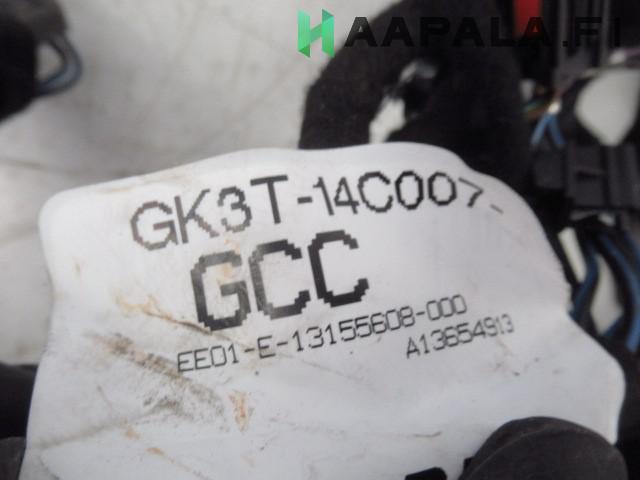 HAAPALA.FI
GK3T-14C007-
GCC
EE01-E-13155608-000
A13654913